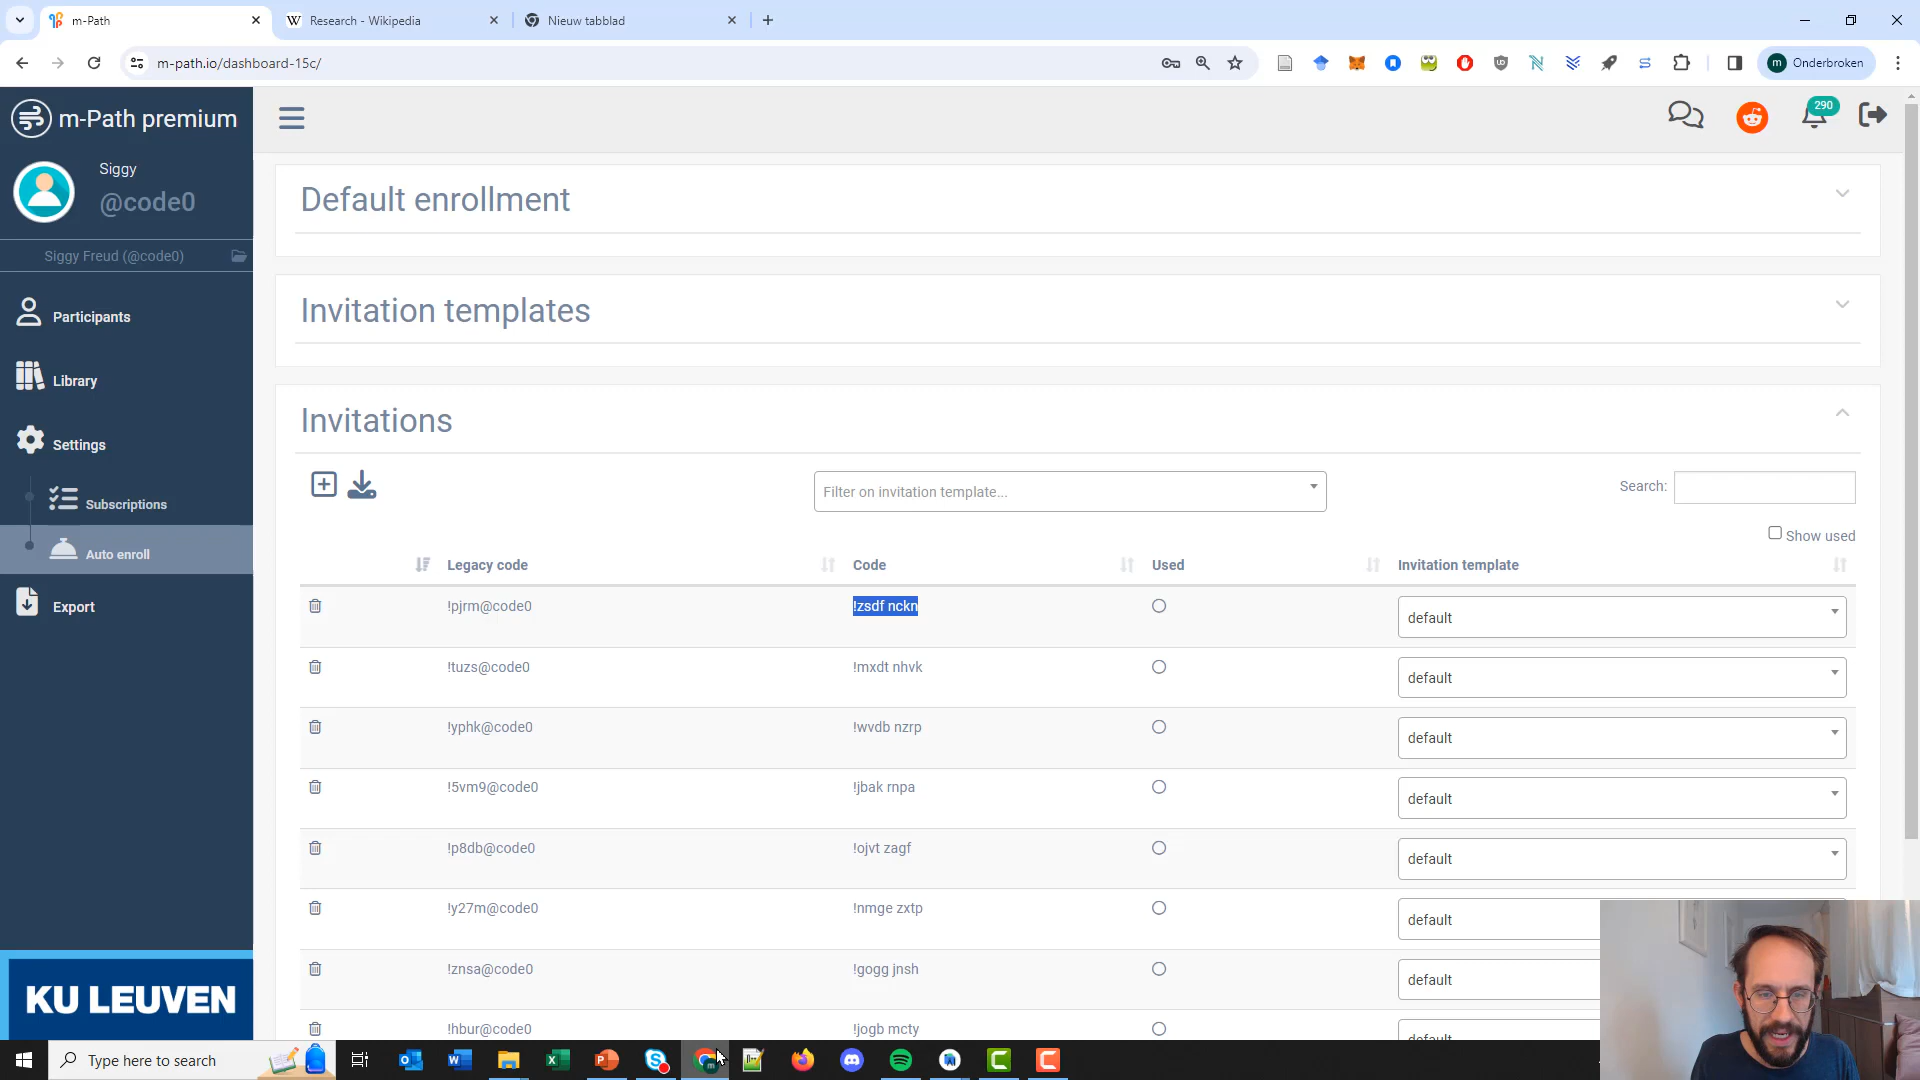 m-Path
Research - Wikipedia
Nieuw tabblad
m-path.io/dashboard-15c/
m
Onderbroken
m-Path premium
290
Siggy
@code0
Siggy Freud (@code0)
Participants
Library
Settings
Subscriptions
Auto enroll
Export
KU LEUVEN
Default enrollment
Invitation templates
Invitations
Filter on invitation template...
Search:
Show used
Legacy code Code Used Invitation template
!pjrm@code0 !zsdf nckn default
!tuzs@code0 !mxdt nhvk default
!yphk@code0 !wvdb nzrp default
!5vm9@code0 !jbak rnpa default
!p8db@code0 !ojvt zagf default
!y27m@code0 !nmge zxtp default
!znsa@code0 !gogg jnsh default
!hbur@code0 !jogb mcty default
Type here to search